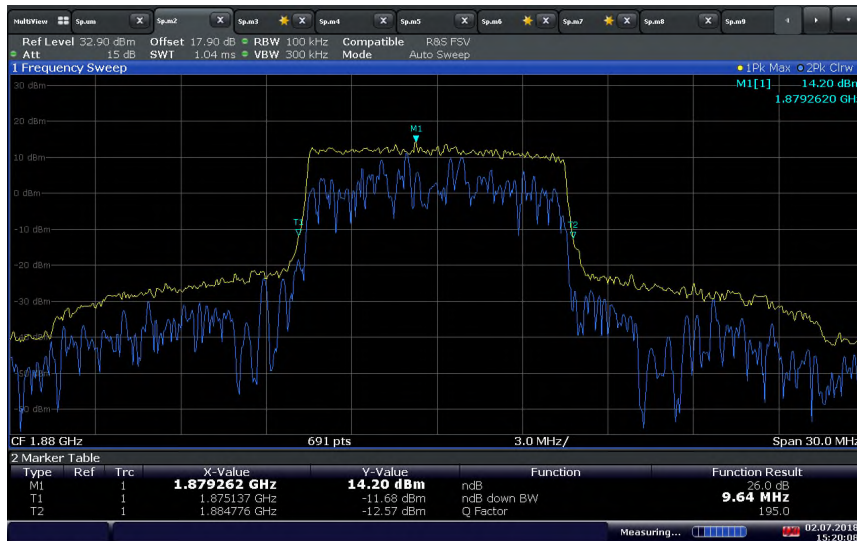 MultiView Sp.um X Sp.m2 X Sp.m3 X Sp.m4 X Sp.m5 X Sp.m6 X Sp.m7 X Sp.m8 X Sp.m9
Ref Level 32.90 dBm Offset 17.90 dB RBW 100 kHz Compatible R&S FSV
Att 15 dB SWT 1.04 ms VBW 300 kHz Mode Auto Sweep
1 Frequency Sweep 1Pk Max 2Pk Clrw
M1[1] 14.20 dBm
1.8792620 GHz
30 dBm
20 dBm
M1
10 dBm
0 dBm
T1
T2
-10 dBm
-20 dBm
-30 dBm
CF 1.88 GHz 691 pts 3.0 MHz/ Span 30.0 MHz
2 Marker Table
Type Ref Trc X-Value Y-Value Function Function Result
M1 1 1.879262 GHz 14.20 dBm ndB 26.0 dB
T1 1 1.875137 GHz -11.68 dBm ndB down BW 9.64 MHz
T2 1 1.884776 GHz -12.57 dBm Q Factor 195.0
Measuring... 02.07.2018
15:20:08